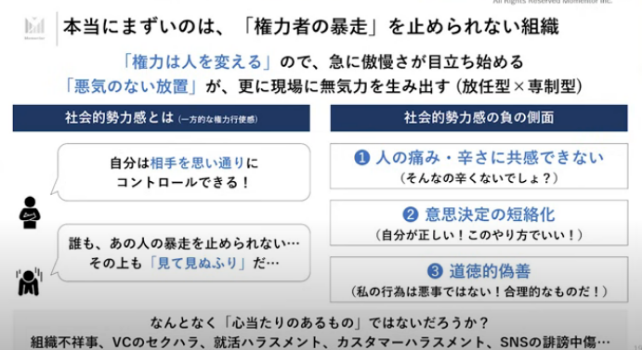 All Rights Reserved Momentor Inc.
本当にまずいのは、「権力者の暴走」を止められない組織
「権力は人を変える」ので、急に傲慢さが目立ち始める
「悪気のない放置」が、更に現場に無気力を生み出す (放任型×専制型)
社会的勢力感とは (一方的な権力行使感)
自分は相手を思い通りに
コントロールできる！
誰も、あの人の暴走を止められない…
その上も「見て見ぬふり」だ…
社会的勢力感の負の側面
❶ 人の痛み・辛さに共感できない
(そんなの辛くないでしょ？)
❷ 意思決定の短絡化
(自分が正しい！このやり方でいい！)
❸ 道徳的偽善
(私の行為は悪事ではない！合理的なものだ！)
なんとなく「心当たりのあるもの」ではないだろうか？
組織不祥事、VCのセクハラ、就活ハラスメント、カスタマーハラスメント、SNSの誹謗中傷…